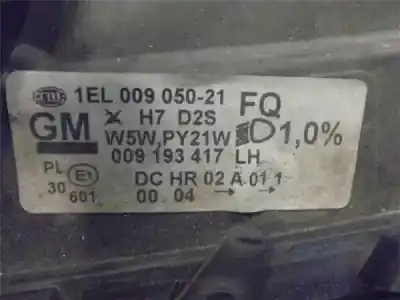 HELLA 1EL 009 050-21 FQ
GM X H7 D2S
W5W,PY21W 1,0%
009 193 417 LH
PL E1 DC HR 02 A 01 1
30 00 04 → →
601